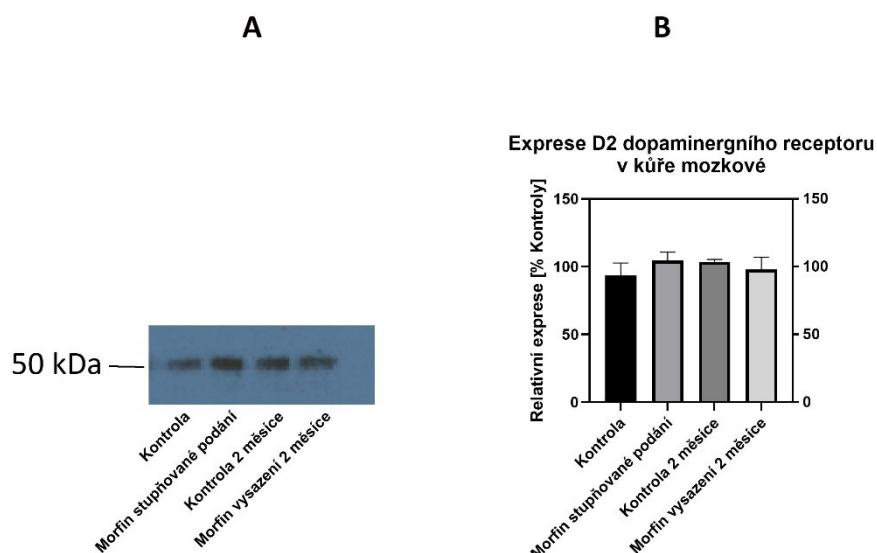 A
50 kDa
Kontrola
Morfin stupňované podání
Kontrola 2 měsíce
Morfin vysazení 2 měsíce
B
Exprese D2 dopaminergního receptoru
v kůře mozkové
Relativní exprese [% Kontroly]
150
100
50
0
150
100
50
0
Kontrola
Morfin stupňované podání
Kontrola 2 měsíce
Morfin vysazení 2 měsíce